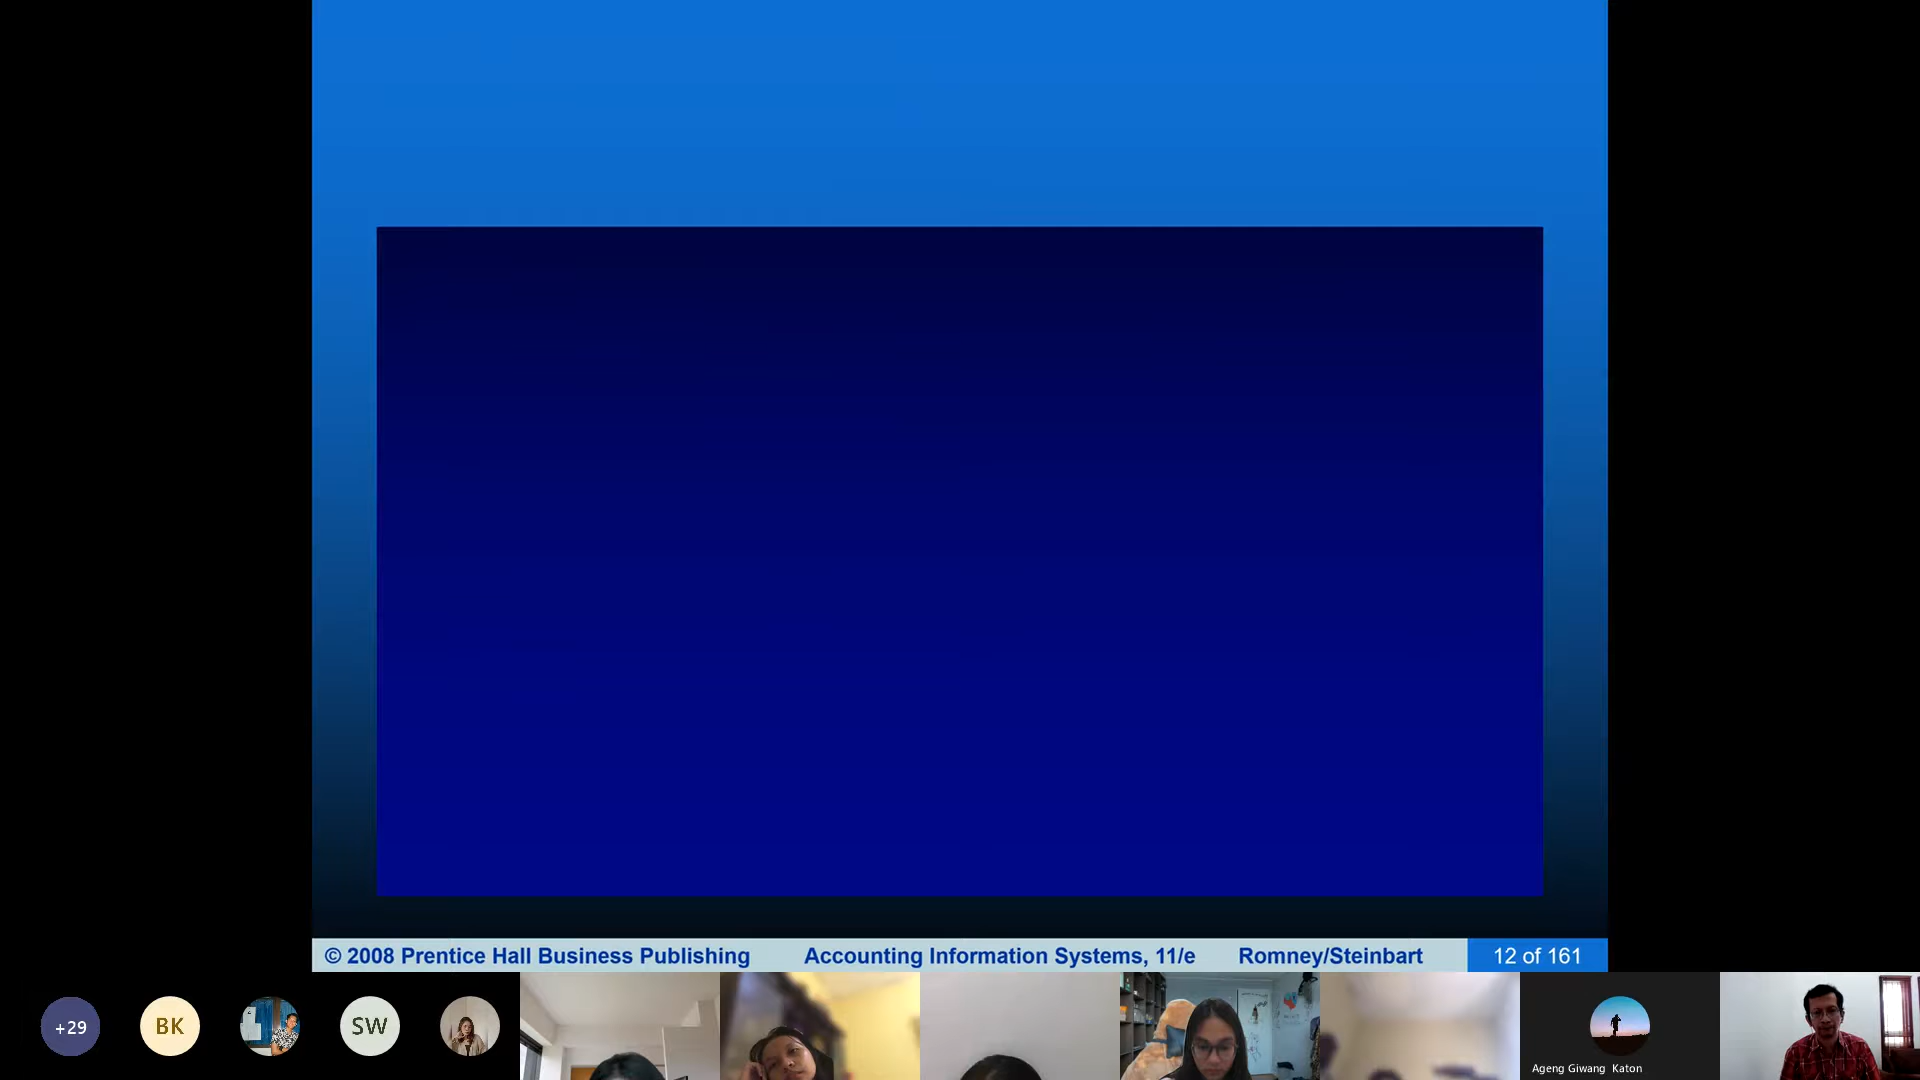 © 2008 Prentice Hall Business Publishing Accounting Information Systems, 11/e Romney/Steinbart 12 of 161
+29 BK SW
Ageng Giwang Katon